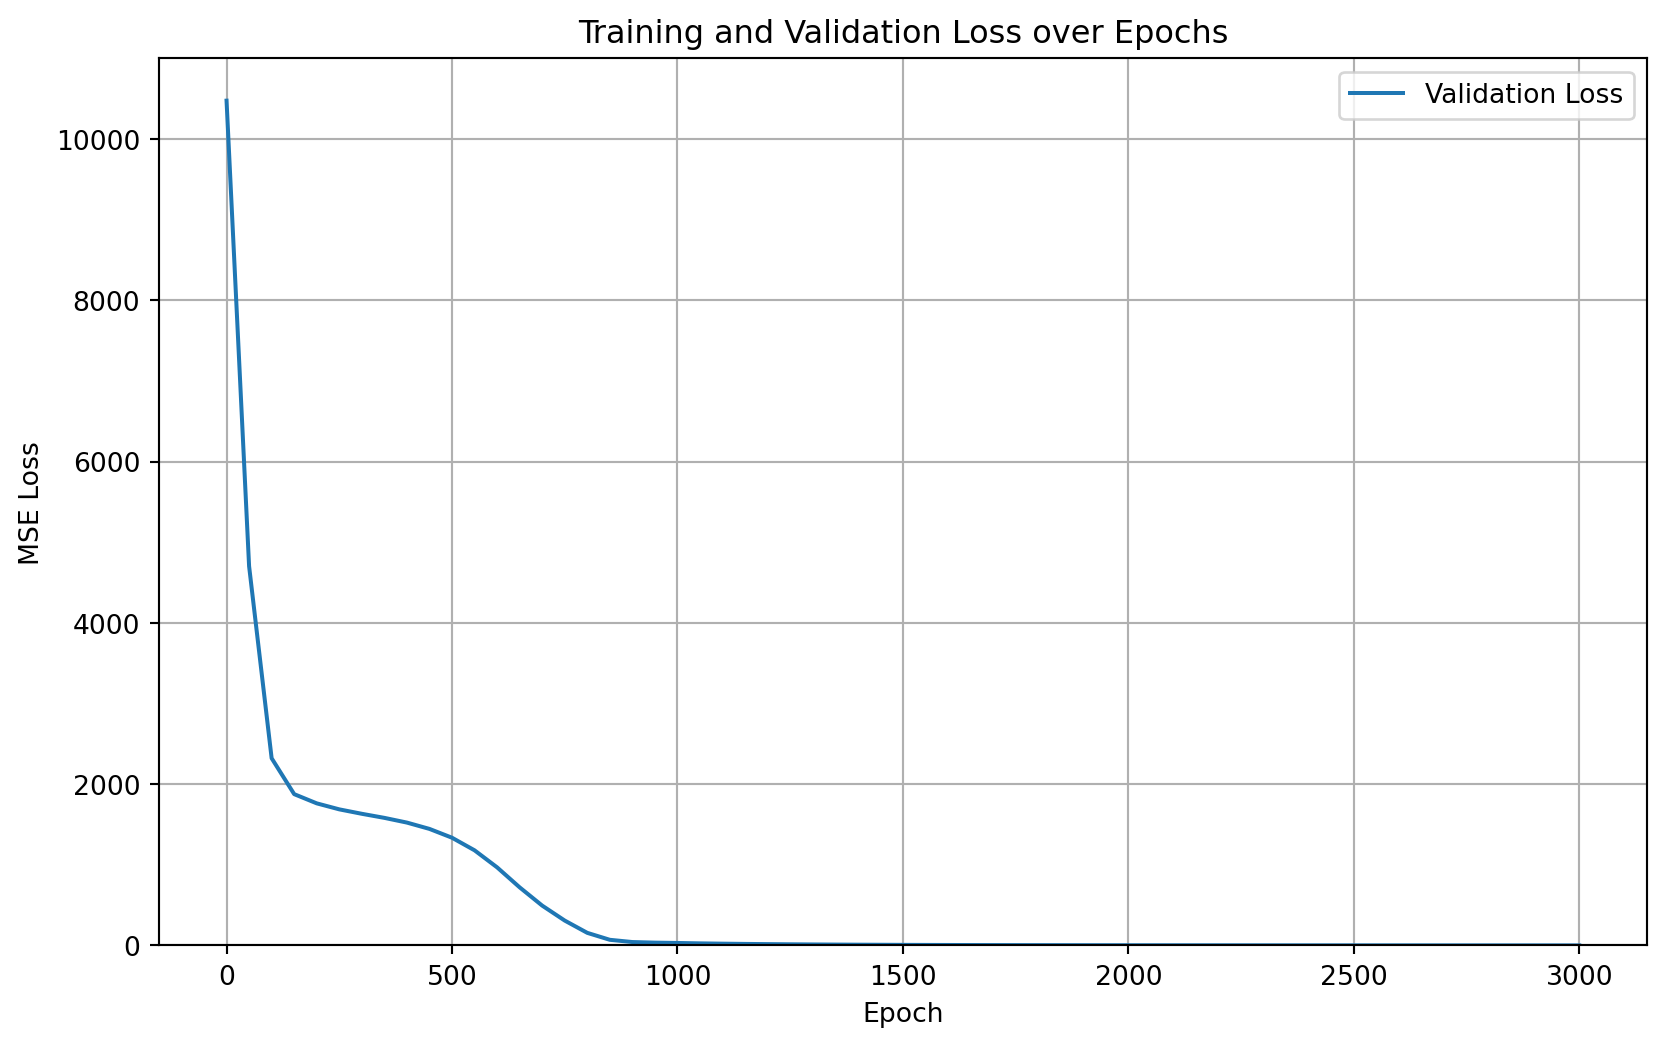 Training and Validation Loss over Epochs
Validation Loss
10000
8000
6000
4000
2000
0
MSE Loss
0 500 1000 1500 2000 2500 3000
Epoch